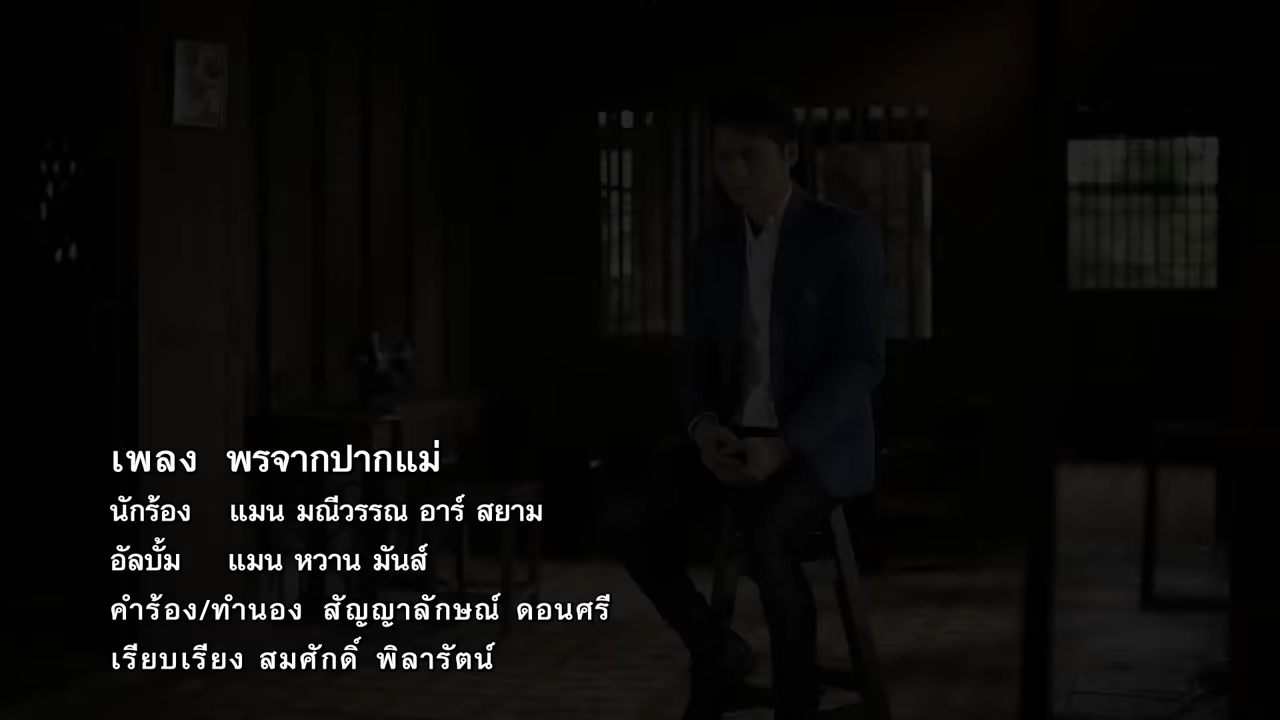 เพลง พรจากปากแม่
นักร้อง แมน มณีวรรณ อาร์ สยาม
อัลบั้ม แมน หวาน มันส์
คำร้อง/ทำนอง สัญญาลักษณ์ ดอนศรี
เรียบเรียง สมศักดิ์ พิลารัตน์